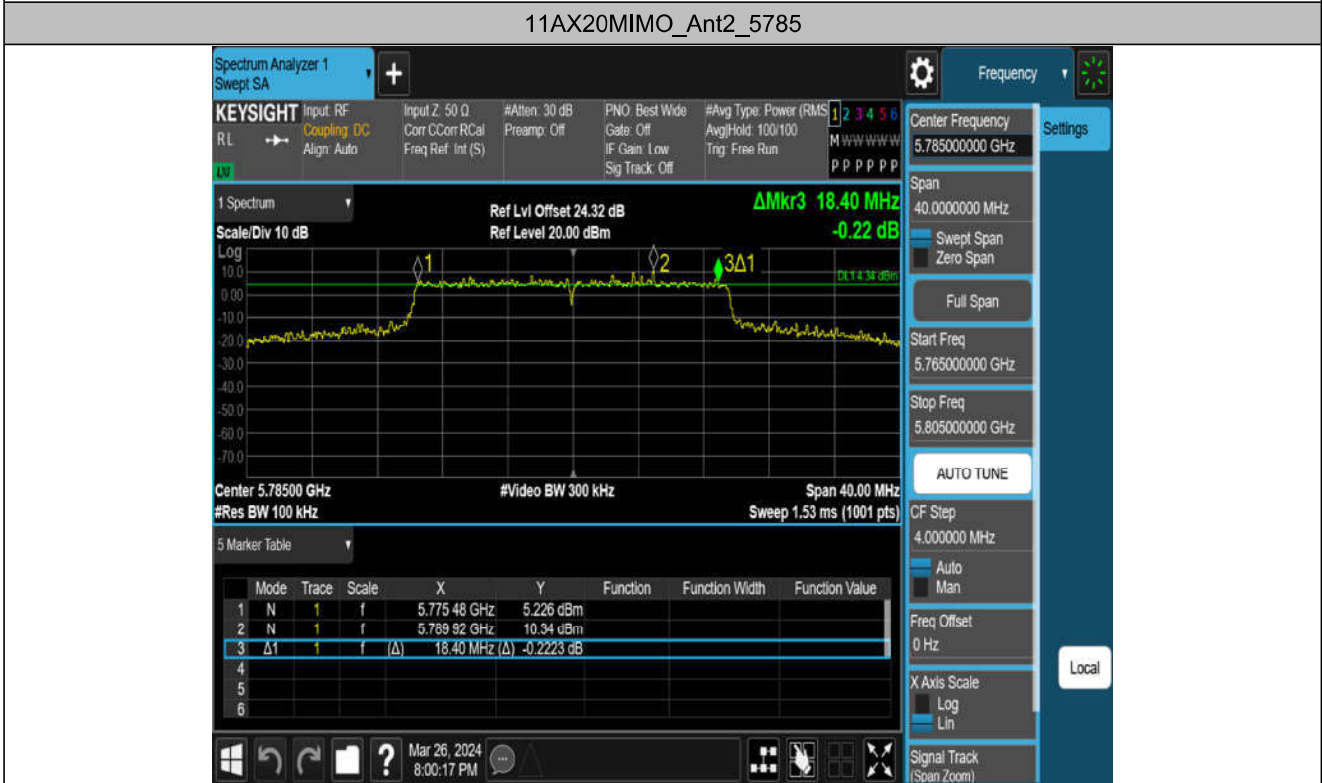 11AX20MIMO_Ant2_5785
Spectrum Analyzer 1
Swept SA
+
Frequency
KEYSIGHT Input: RF
RL
Coupling: DC
Align: Auto
LXI
Input Z: 50 Ω
Corr CCorr RCal
Freq Ref: Int (S)
#Atten: 30 dB
Preamp: Off
PNO: Best Wide
Gate: Off
IF Gain: Low
Sig Track: Off
#Avg Type: Power (RMS
Avg|Hold: 100/100
Trig: Free Run
1 2 3 4 5 6
M W W W W W
P P P P P P
Center Frequency
5.785000000 GHz
Settings
1 Spectrum
Scale/Div 10 dB
Ref Lvl Offset 24.32 dB
Ref Level 20.00 dBm
ΔMkr3 18.40 MHz
-0.22 dB
Log
10.0
0.00
-10.0
-20.0
-30.0
-40.0
-50.0
-60.0
-70.0
1
2
3Δ1
DL1 4.34 dBm
Center 5.78500 GHz
#Res BW 100 kHz
#Video BW 300 kHz
Span 40.00 MHz
Sweep 1.53 ms (1001 pts)
Span
40.0000000 MHz
Swept Span
Zero Span
Full Span
Start Freq
5.765000000 GHz
Stop Freq
5.805000000 GHz
AUTO TUNE
CF Step
4.000000 MHz
Auto
Man
Freq Offset
0 Hz
X Axis Scale
Log
Lin
Signal Track
(Span Zoom)
Local
5 Marker Table
Mode Trace Scale X Y Function Function Width Function Value
1 N 1 f 5.775 48 GHz 5.226 dBm
2 N 1 f 5.789 92 GHz 10.34 dBm
3 Δ1 1 f (Δ) 18.40 MHz (Δ) -0.2223 dB
4
5
6
?
Mar 26, 2024
8:00:17 PM